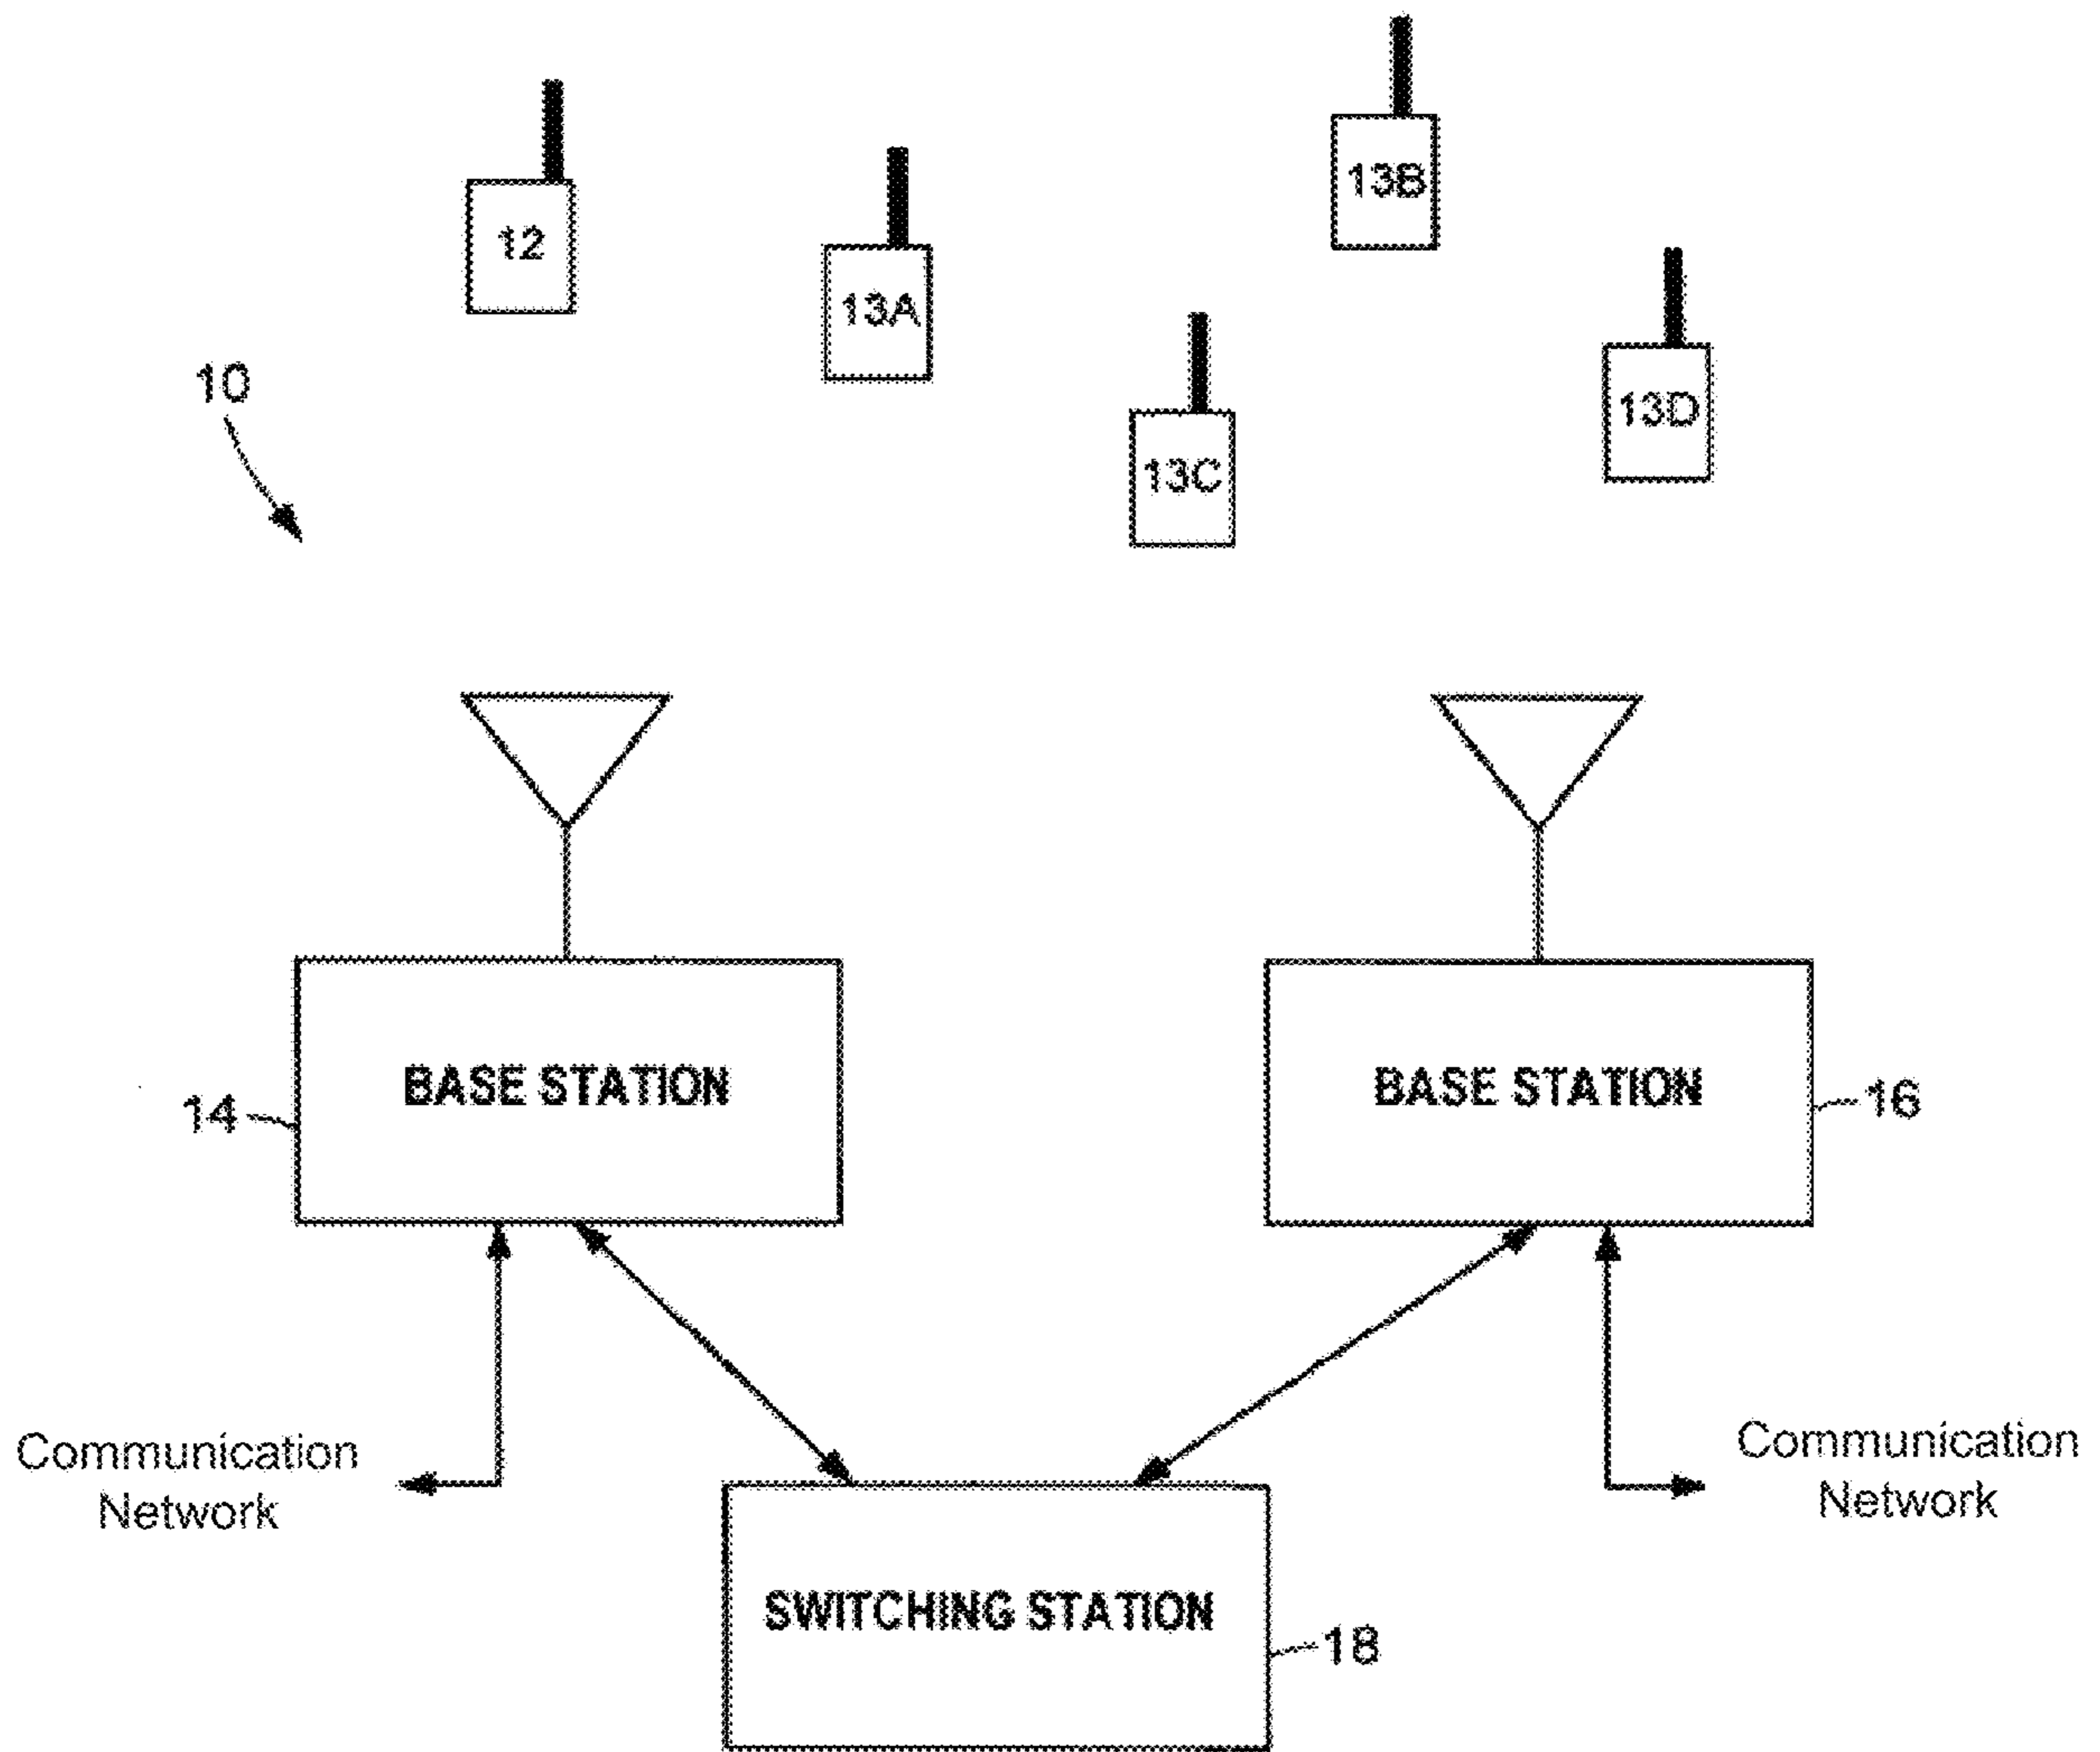 13B
12
13A
10
13D
13C
BASE STATION
BASE STATION
14
16
Communication
Network
Communication
Network
SWITCHING STATION
18